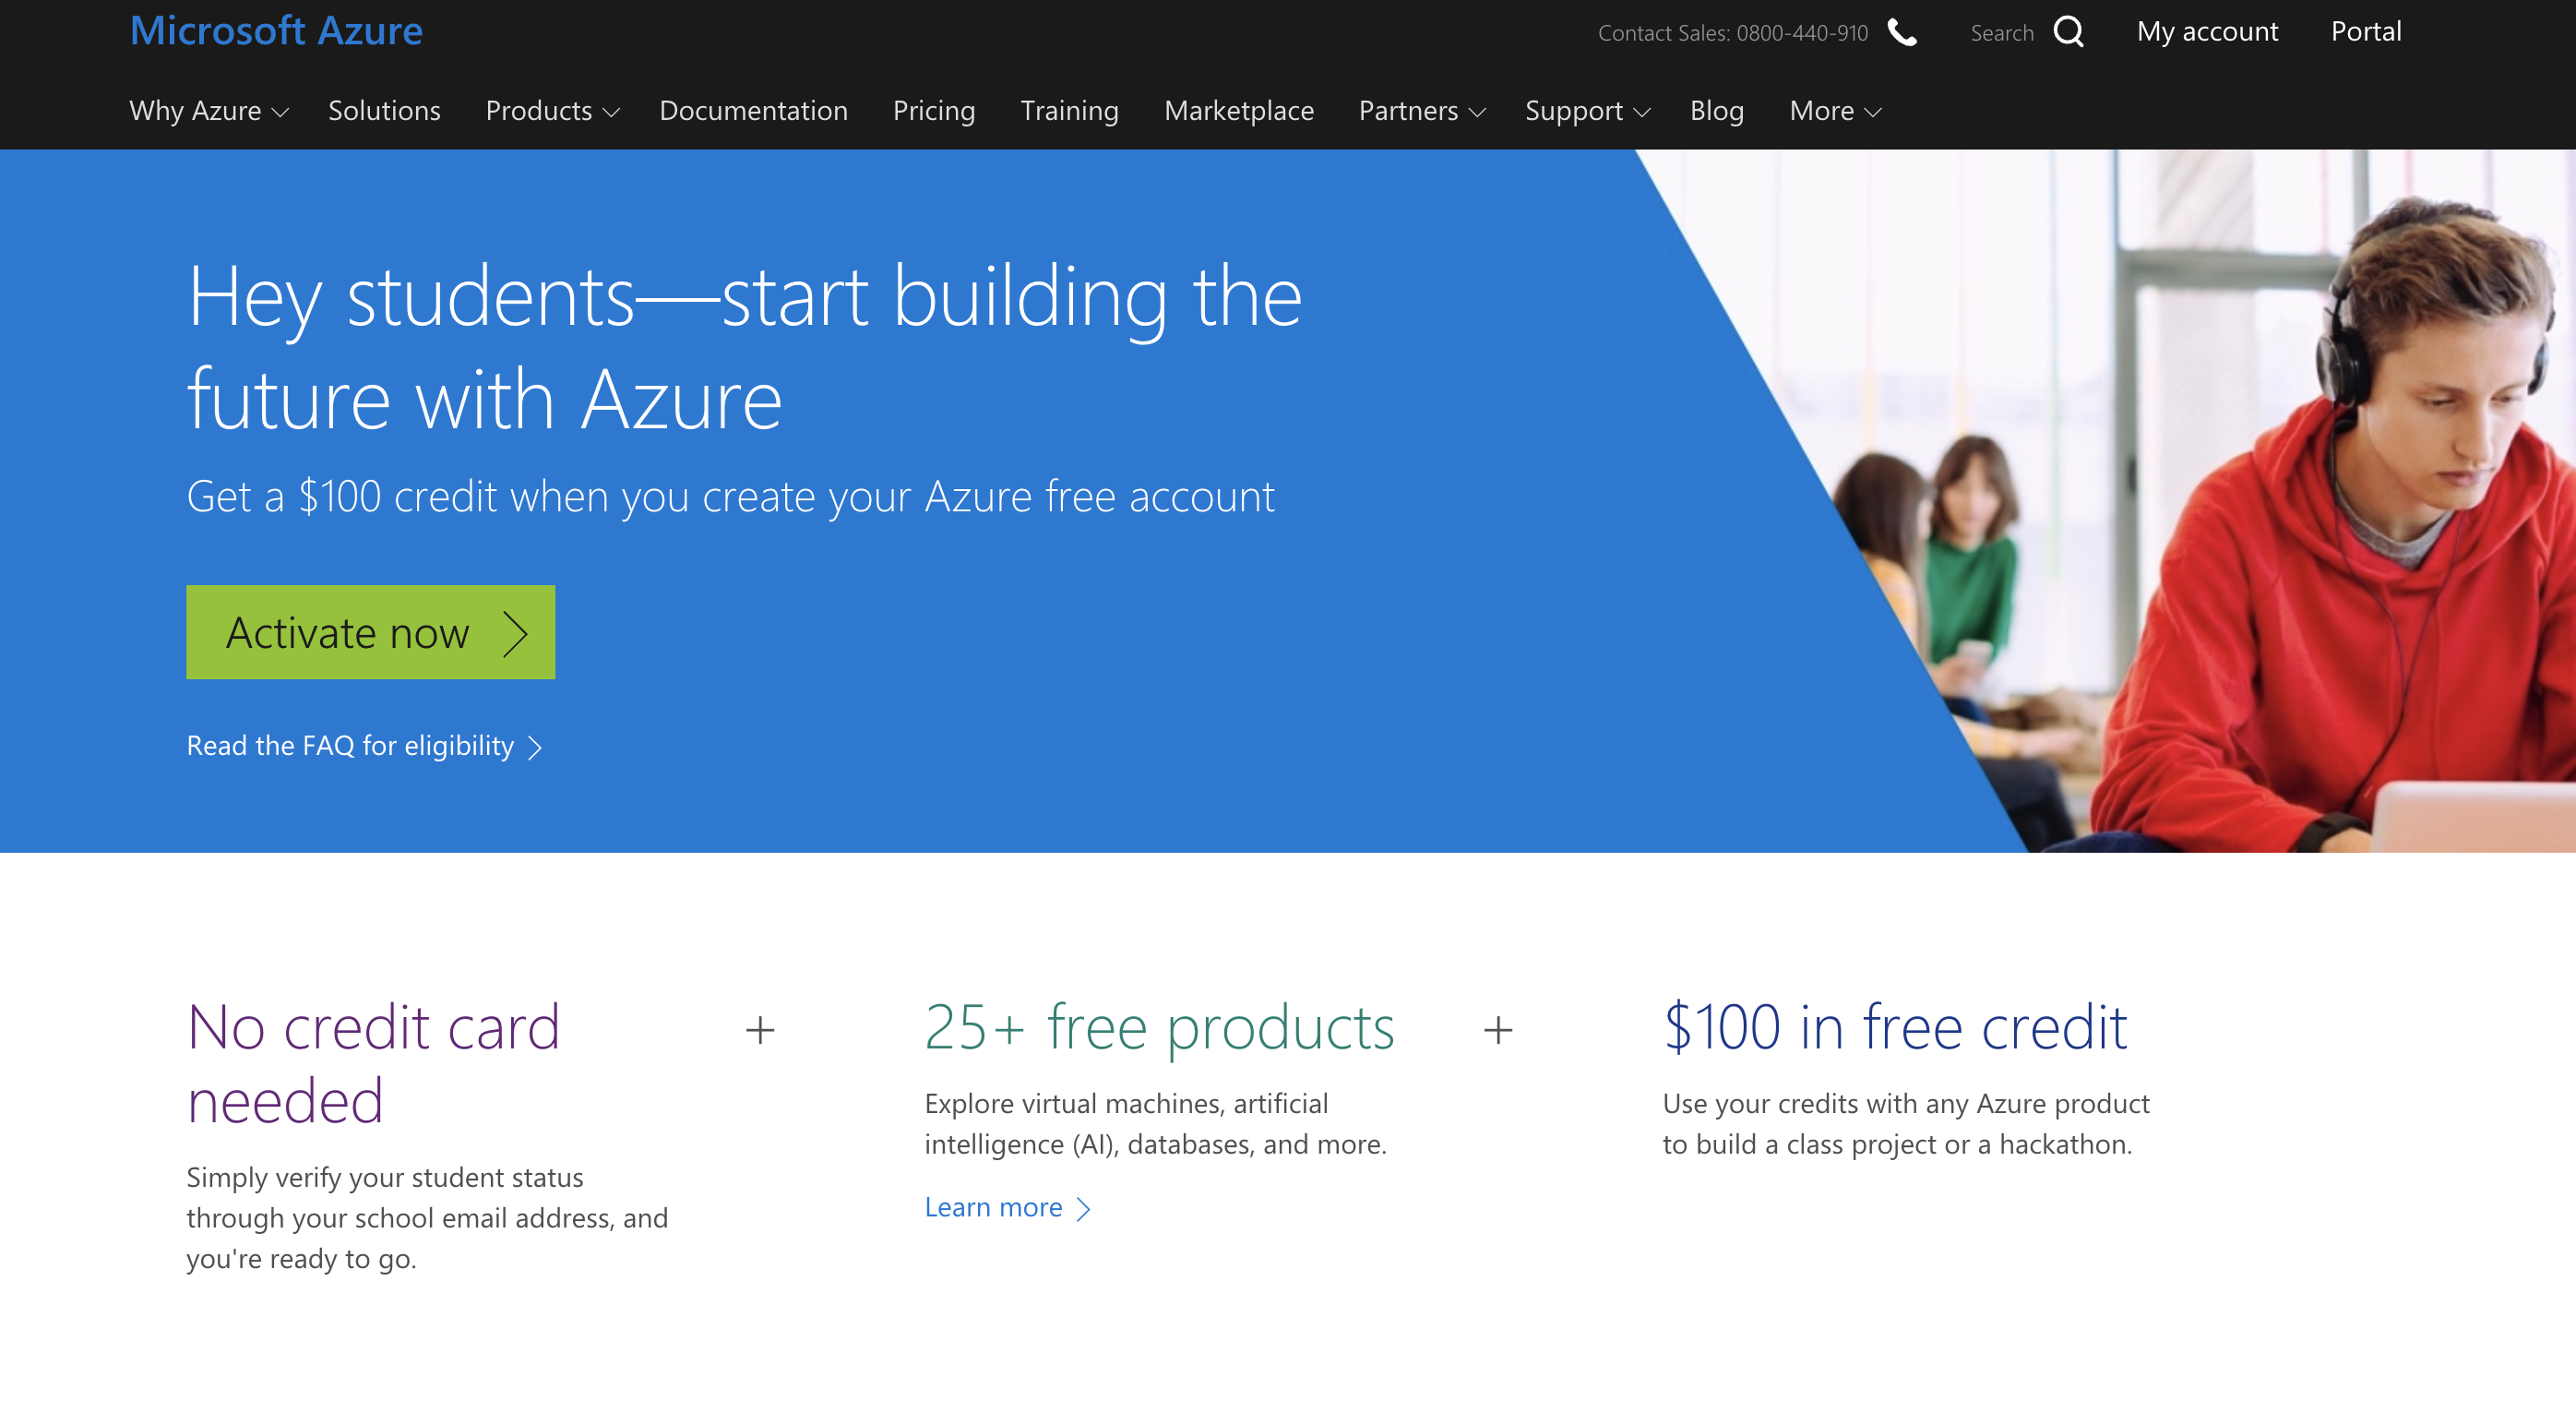 Microsoft Azure
Contact Sales: 0800-440-910 Search My account Portal
Why Azure Solutions Products Documentation Pricing Training Marketplace Partners Support Blog More
Hey students—start building the
future with Azure
Get a $100 credit when you create your Azure free account
Activate now
Read the FAQ for eligibility
No credit card
needed
Simply verify your student status
through your school email address, and
you're ready to go.
+
25+ free products
Explore virtual machines, artificial
intelligence (AI), databases, and more.
Learn more
+
$100 in free credit
Use your credits with any Azure product
to build a class project or a hackathon.